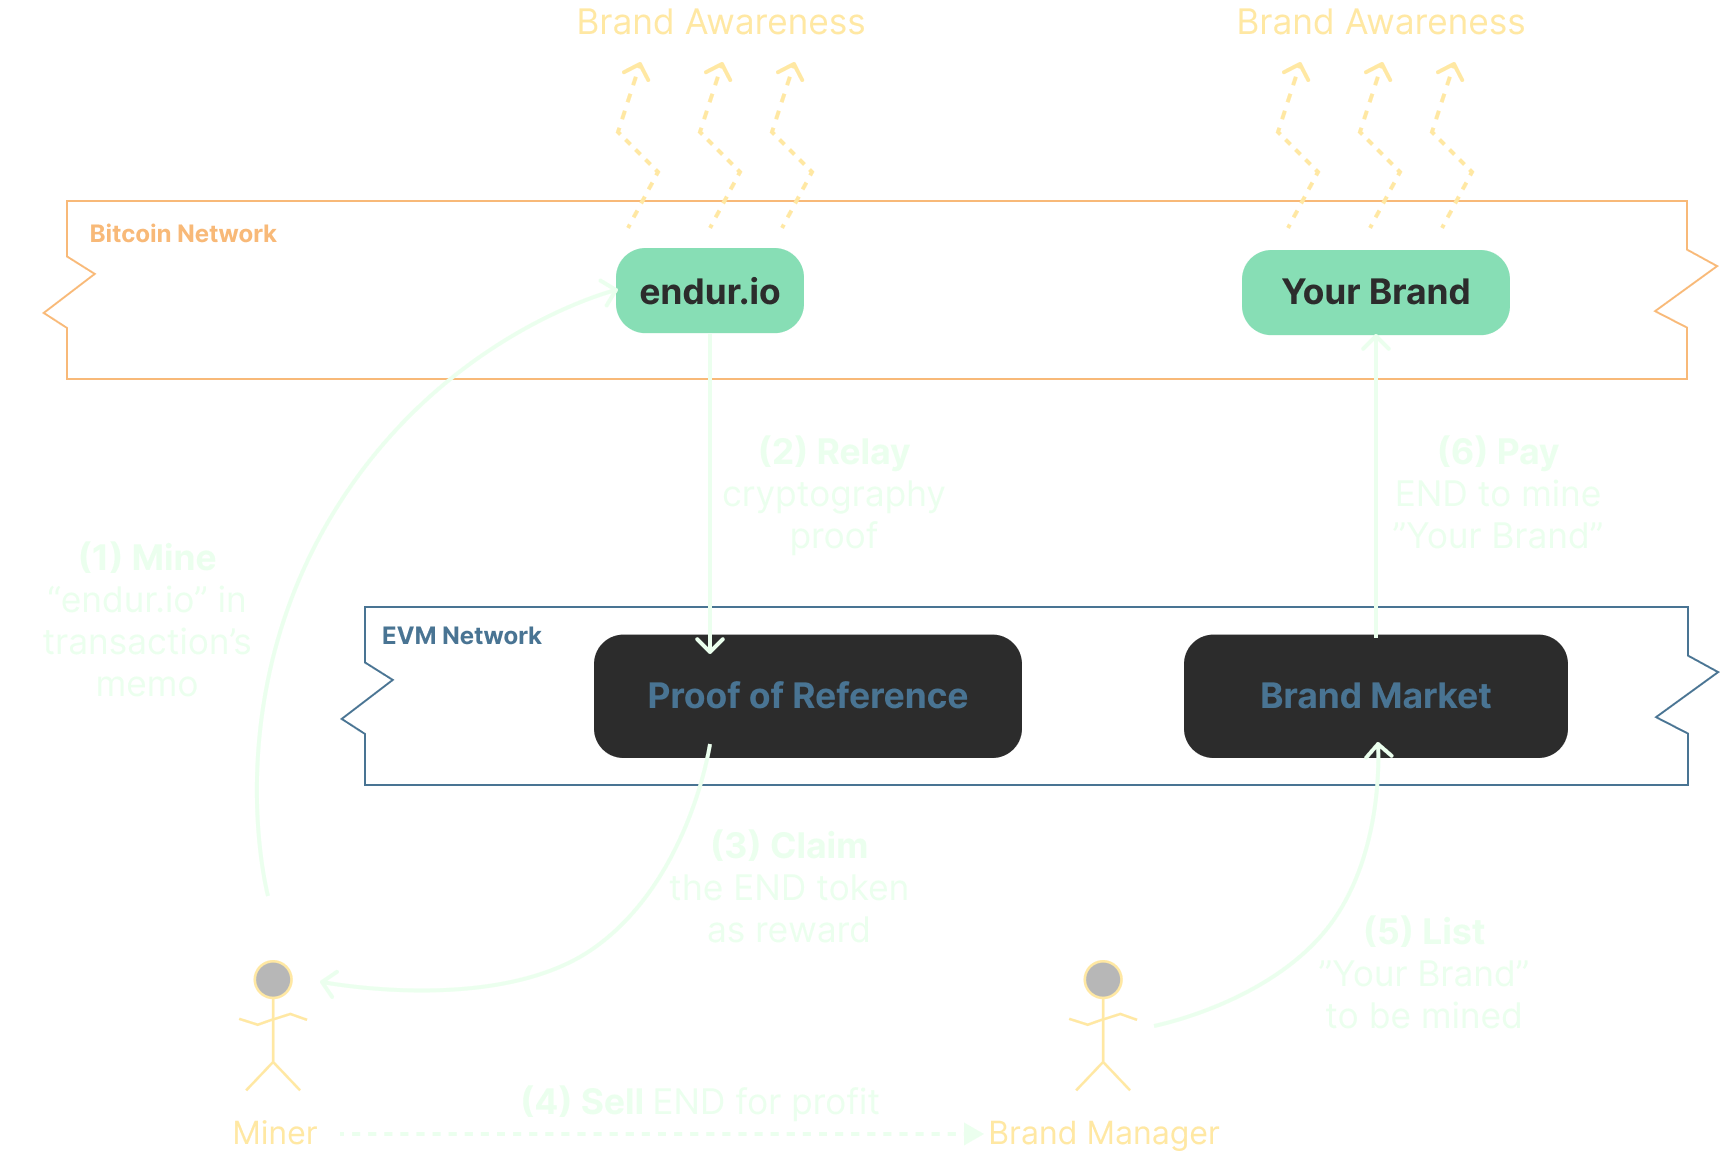 Brand Awareness
Brand Awareness
Bitcoin Network
endur.io
Your Brand
(2) Relay
cryptography
proof
(6) Pay
END to mine
”Your Brand”
(1) Mine
“endur.io” in
transaction’s
memo
EVM Network
Proof of Reference
Brand Market
(3) Claim
the END token
as reward
(5) List
”Your Brand”
to be mined
(4) Sell END for profit
Miner
Brand Manager